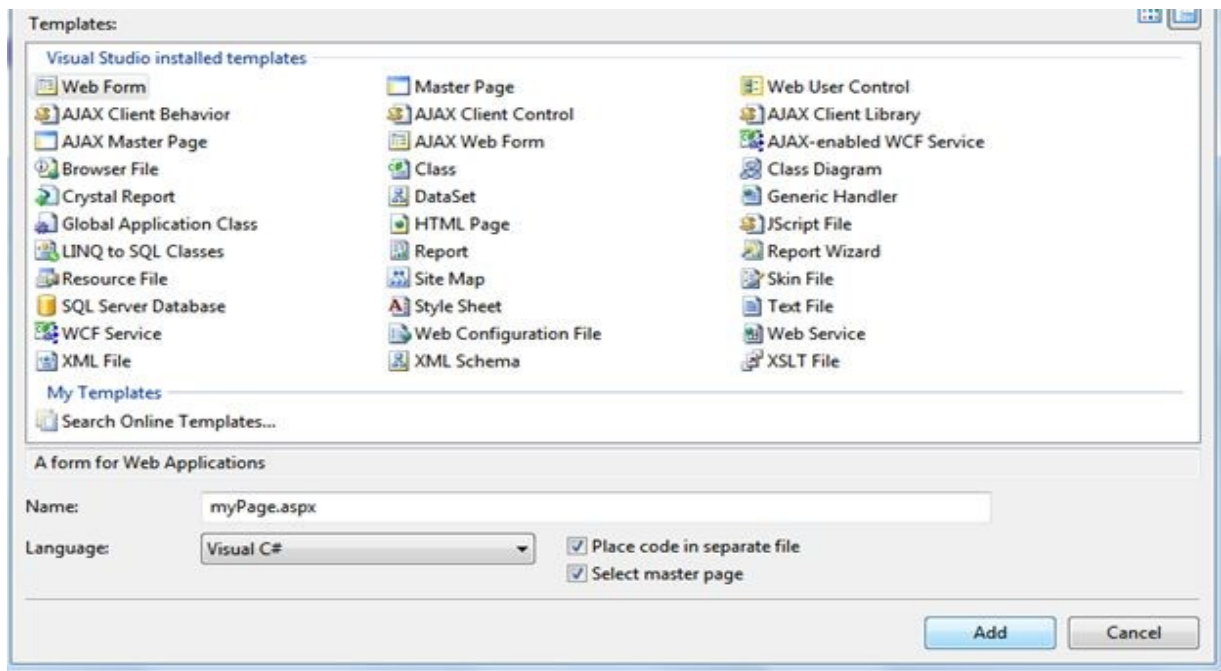 Templates:
Visual Studio installed templates
Web Form Master Page Web User Control
AJAX Client Behavior AJAX Client Control AJAX Client Library
AJAX Master Page AJAX Web Form AJAX-enabled WCF Service
Browser File Class Class Diagram
Crystal Report DataSet Generic Handler
Global Application Class HTML Page JScript File
LINQ to SQL Classes Report Report Wizard
Resource File Site Map Skin File
SQL Server Database Style Sheet Text File
WCF Service Web Configuration File Web Service
XML File XML Schema XSLT File
My Templates
Search Online Templates...
A form for Web Applications
Name: myPage.aspx
Language: Visual C# Place code in separate file
Select master page
Add Cancel